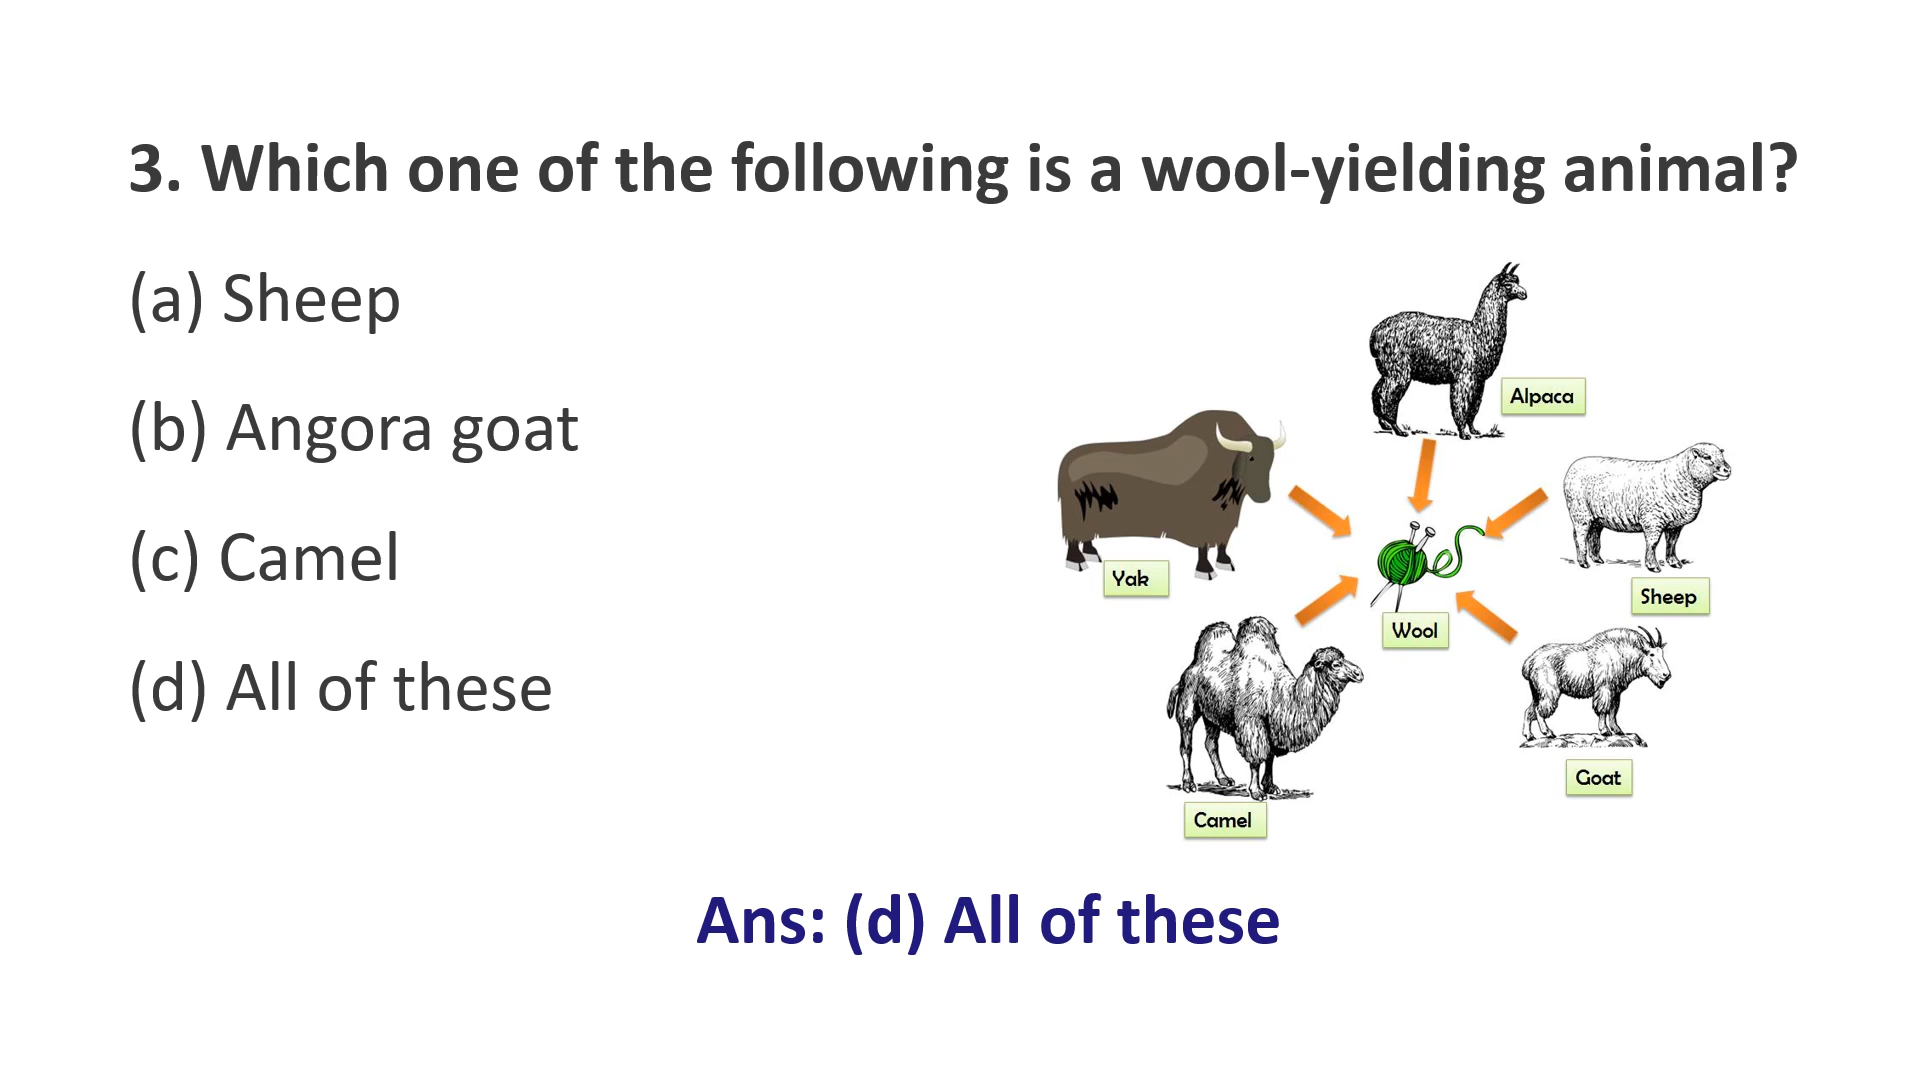 3. Which one of the following is a wool-yielding animal?
(a) Sheep
(b) Angora goat
(c) Camel
(d) All of these
Alpaca
Yak
Sheep
Wool
Goat
Camel
Ans: (d) All of these